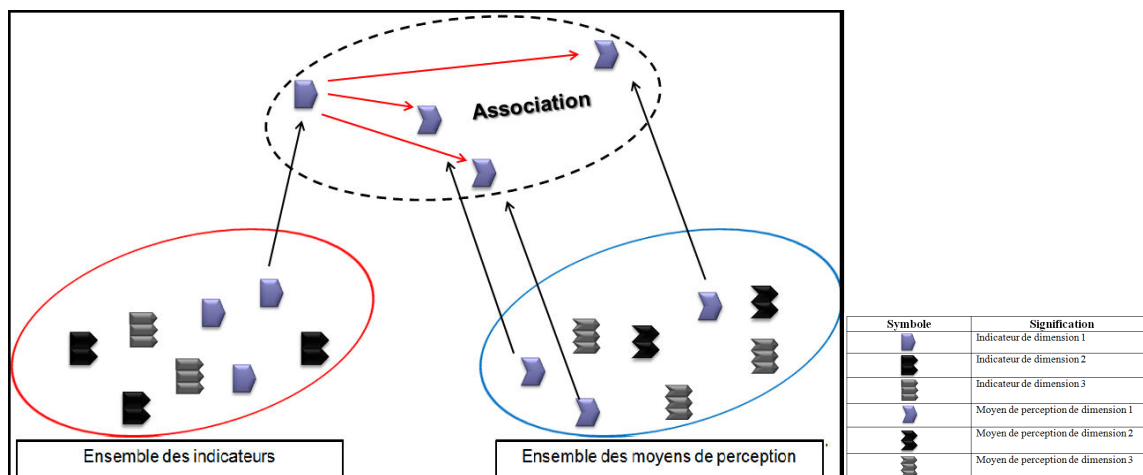 Association
Ensemble des indicateurs
Ensemble des moyens de perception
Symbole Signification
Indicateur de dimension 1
Indicateur de dimension 2
Indicateur de dimension 3
Moyen de perception de dimension 1
Moyen de perception de dimension 2
Moyen de perception de dimension 3